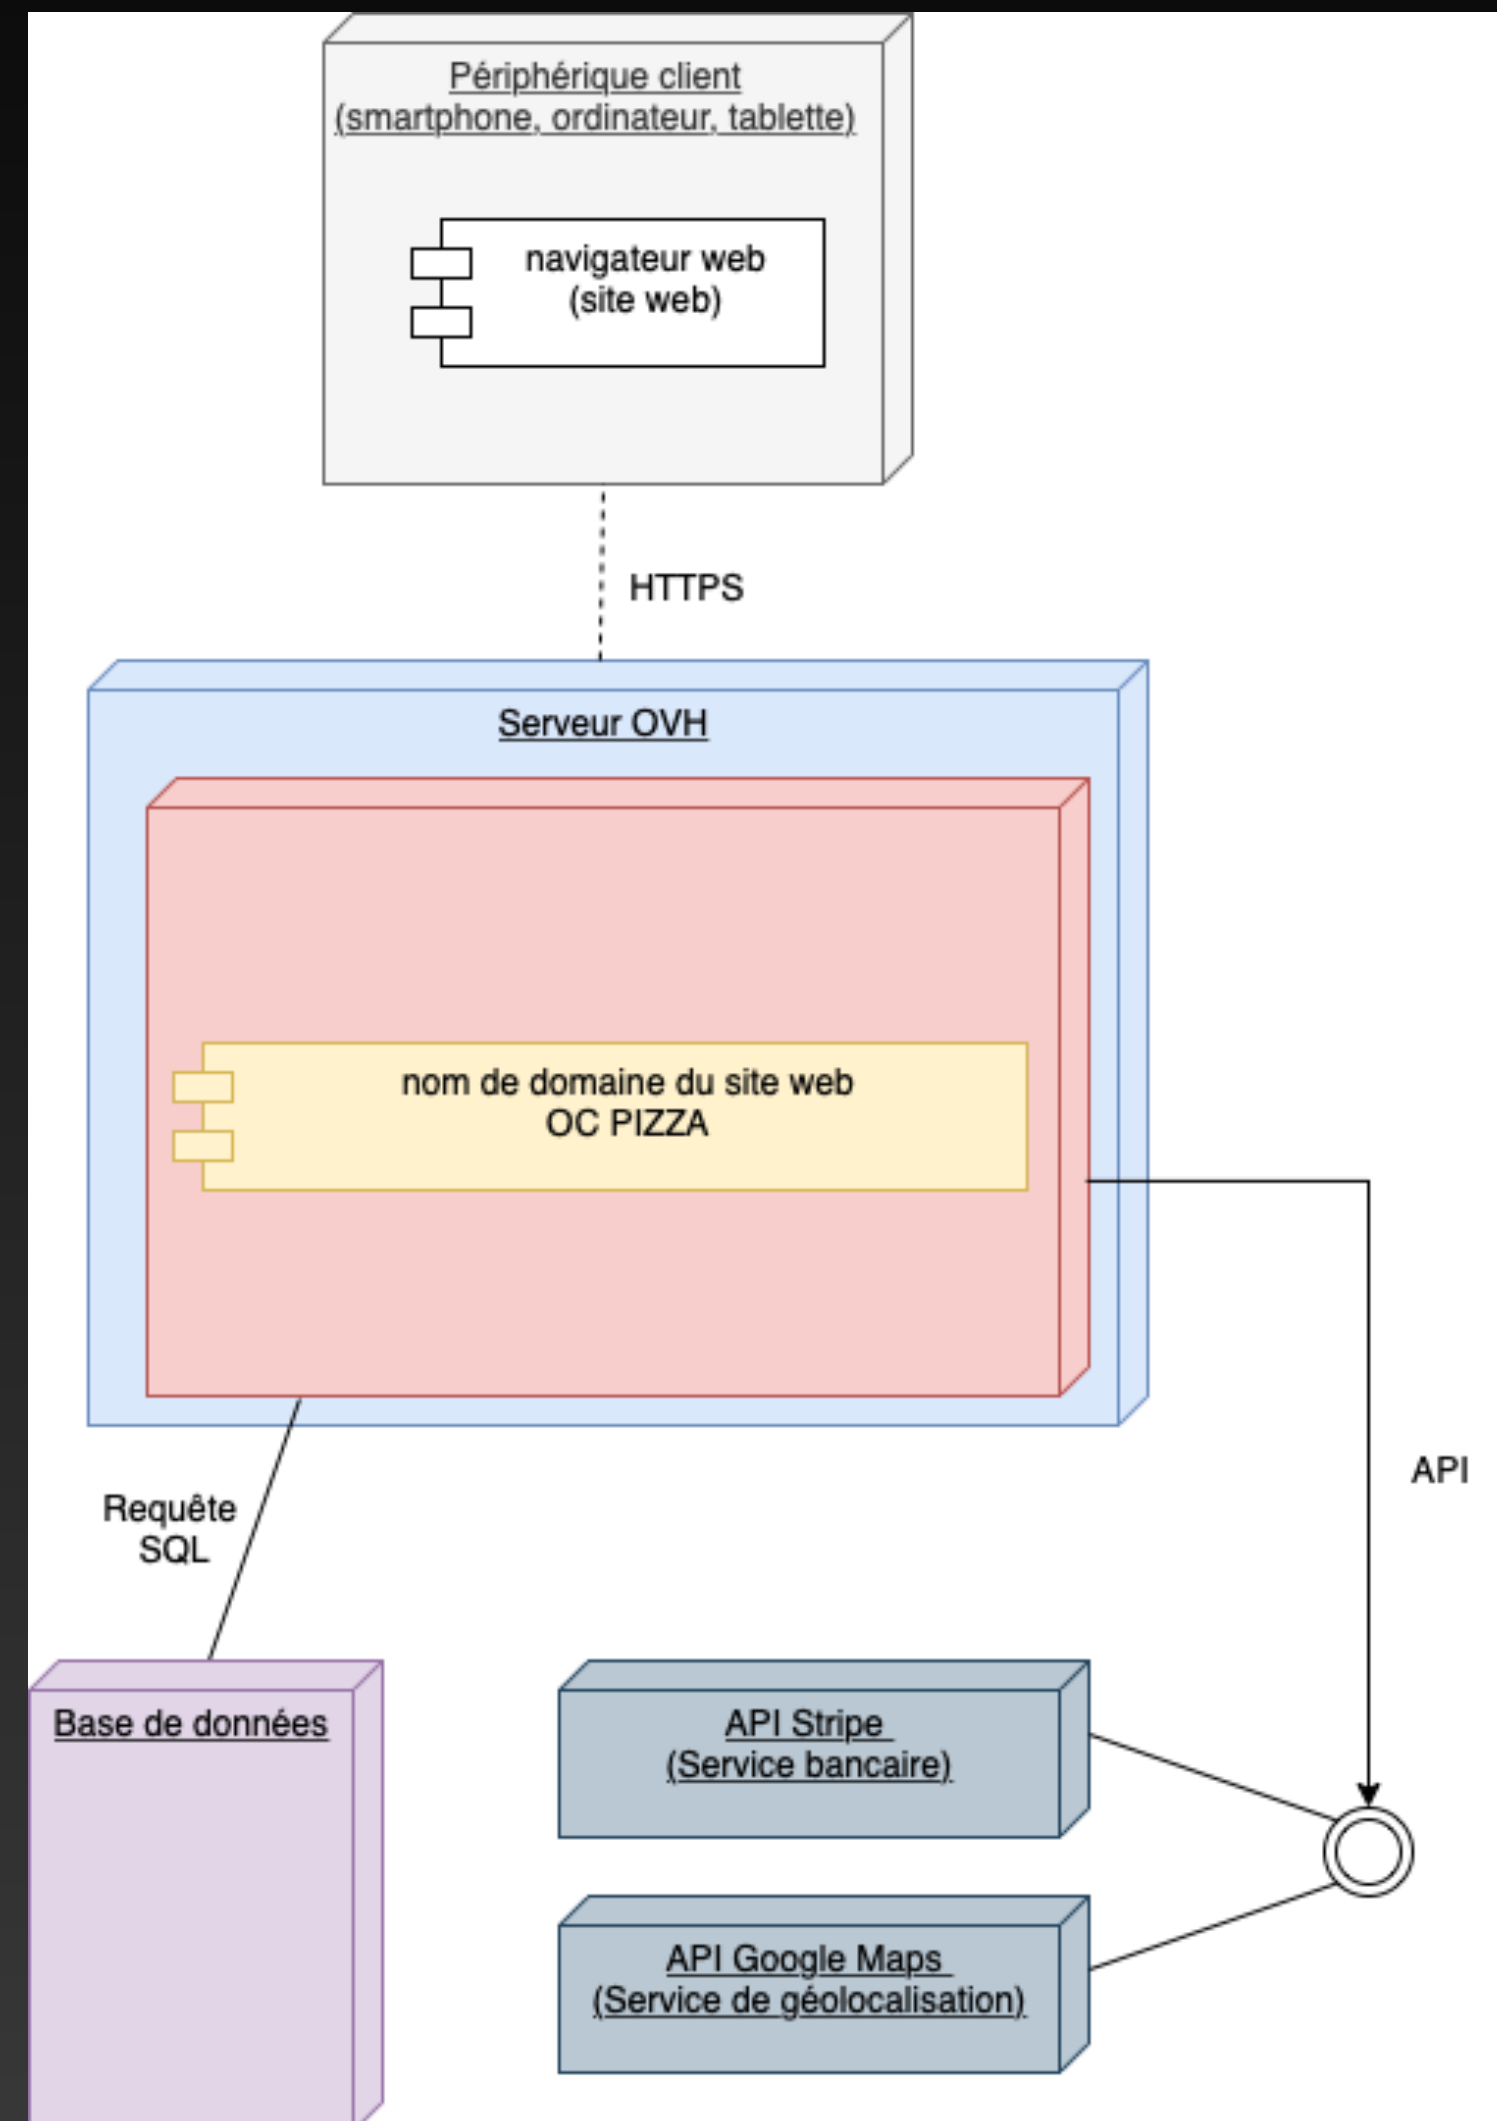 Périphérique client
(smartphone, ordinateur, tablette)
navigateur web
(site web)
HTTPS
Serveur OVH
nom de domaine du site web
OC PIZZA
API
Requête
SQL
Base de données
API Stripe
(Service bancaire)
API Google Maps
(Service de géolocalisation)